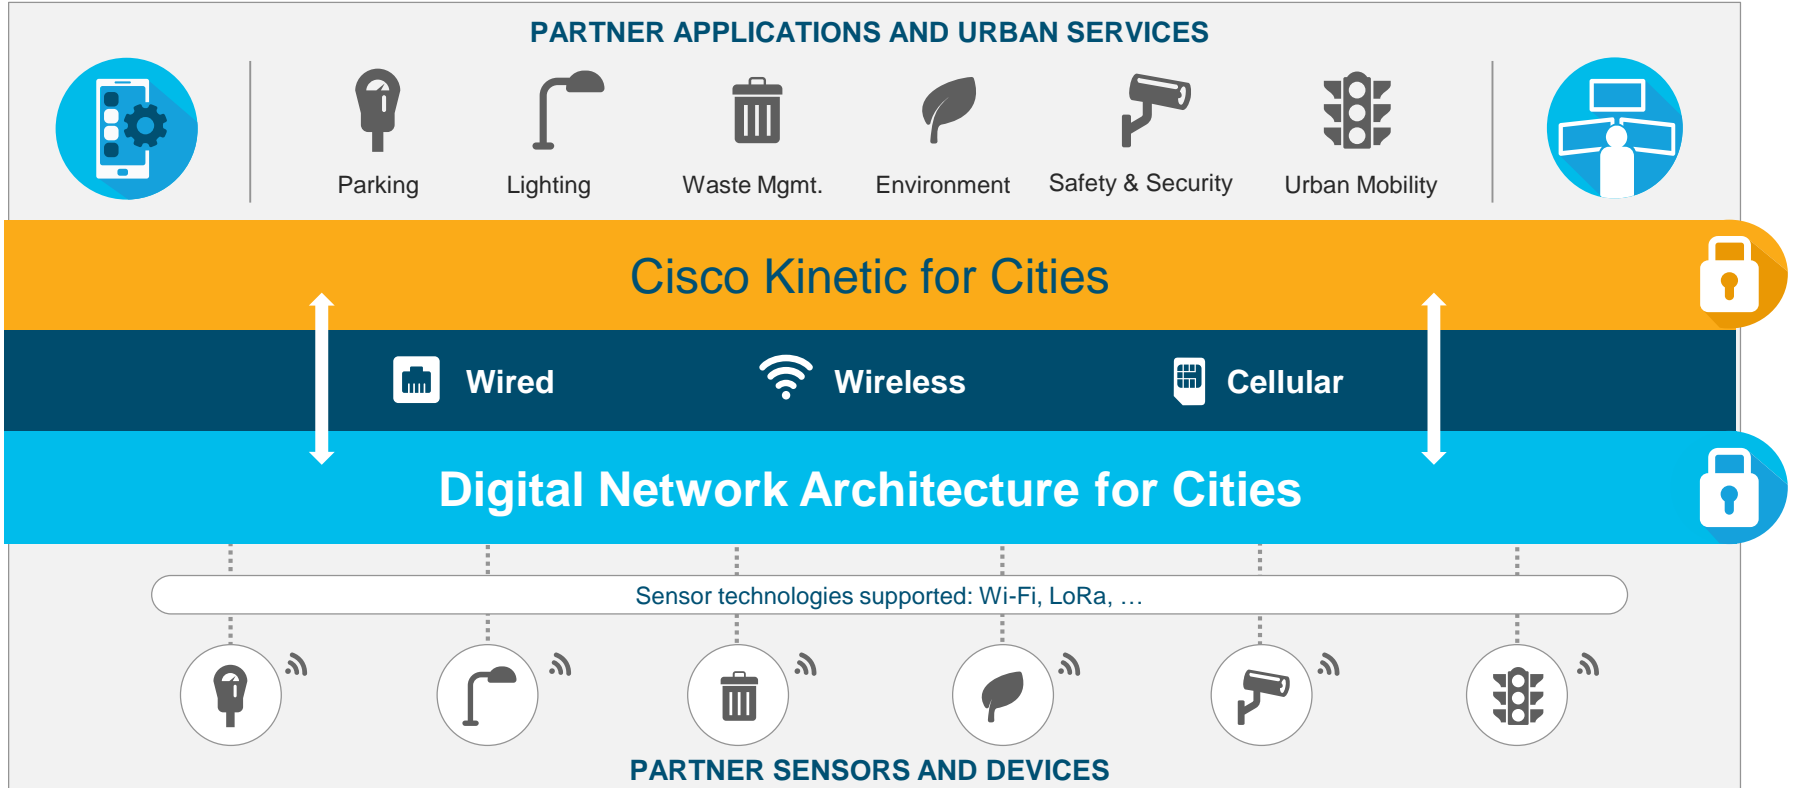 PARTNER APPLICATIONS AND URBAN SERVICES
Parking
Lighting
Waste Mgmt.
Environment
Safety & Security
Urban Mobility
Cisco Kinetic for Cities
Wired
Wireless
Cellular
Digital Network Architecture for Cities
Sensor technologies supported: Wi-Fi, LoRa, …
PARTNER SENSORS AND DEVICES